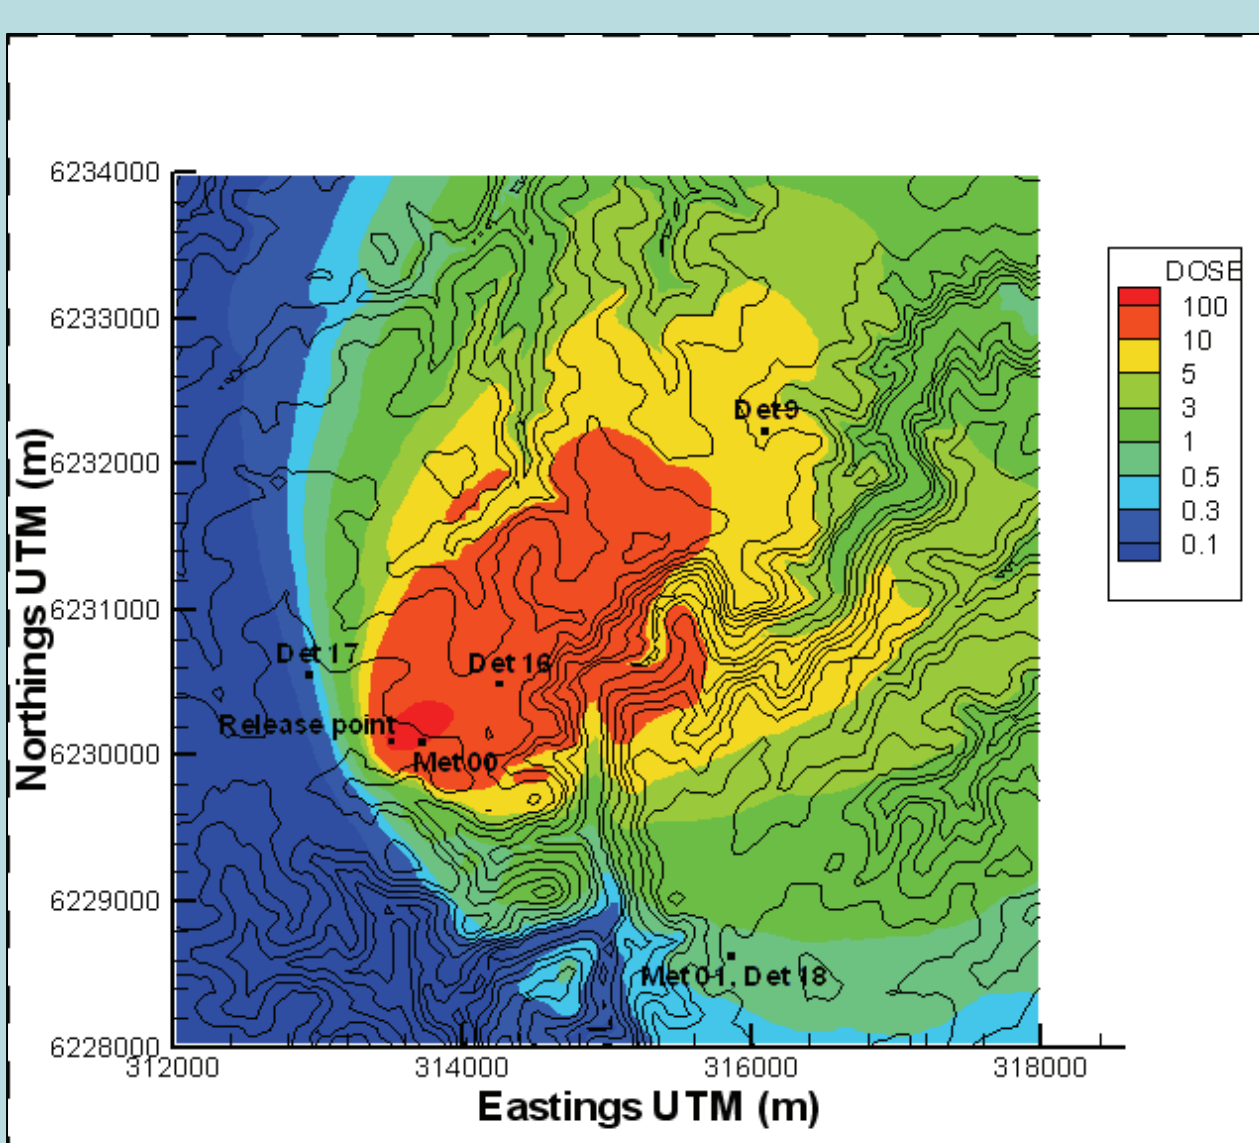 6234000
DOSE
100
6233000
10
5
Det 9
3
6232000
1
0.5
0.3
0.1
6231000
Det 17
Det 16
Release point
6230000
Met 00
6229000
Met 01, Det 18
6228000
312000 314000 316000 318000
Eastings UTM (m)
Northings UTM (m)